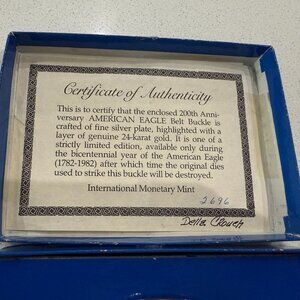 Certificate of Authenticity
This is to certify that the enclosed 200th Anni-
versary AMERICAN EAGLE Belt Buckle is
crafted of fine silver plate, highlighted with a
layer of genuine 24-karat gold. It is one of a
strictly limited edition, available only during
the bicentennial year of the American Eagle
(1782-1982) after which time the original dies
used to strike this buckle will be destroyed.
International Monetary Mint
2696
Della Crouch